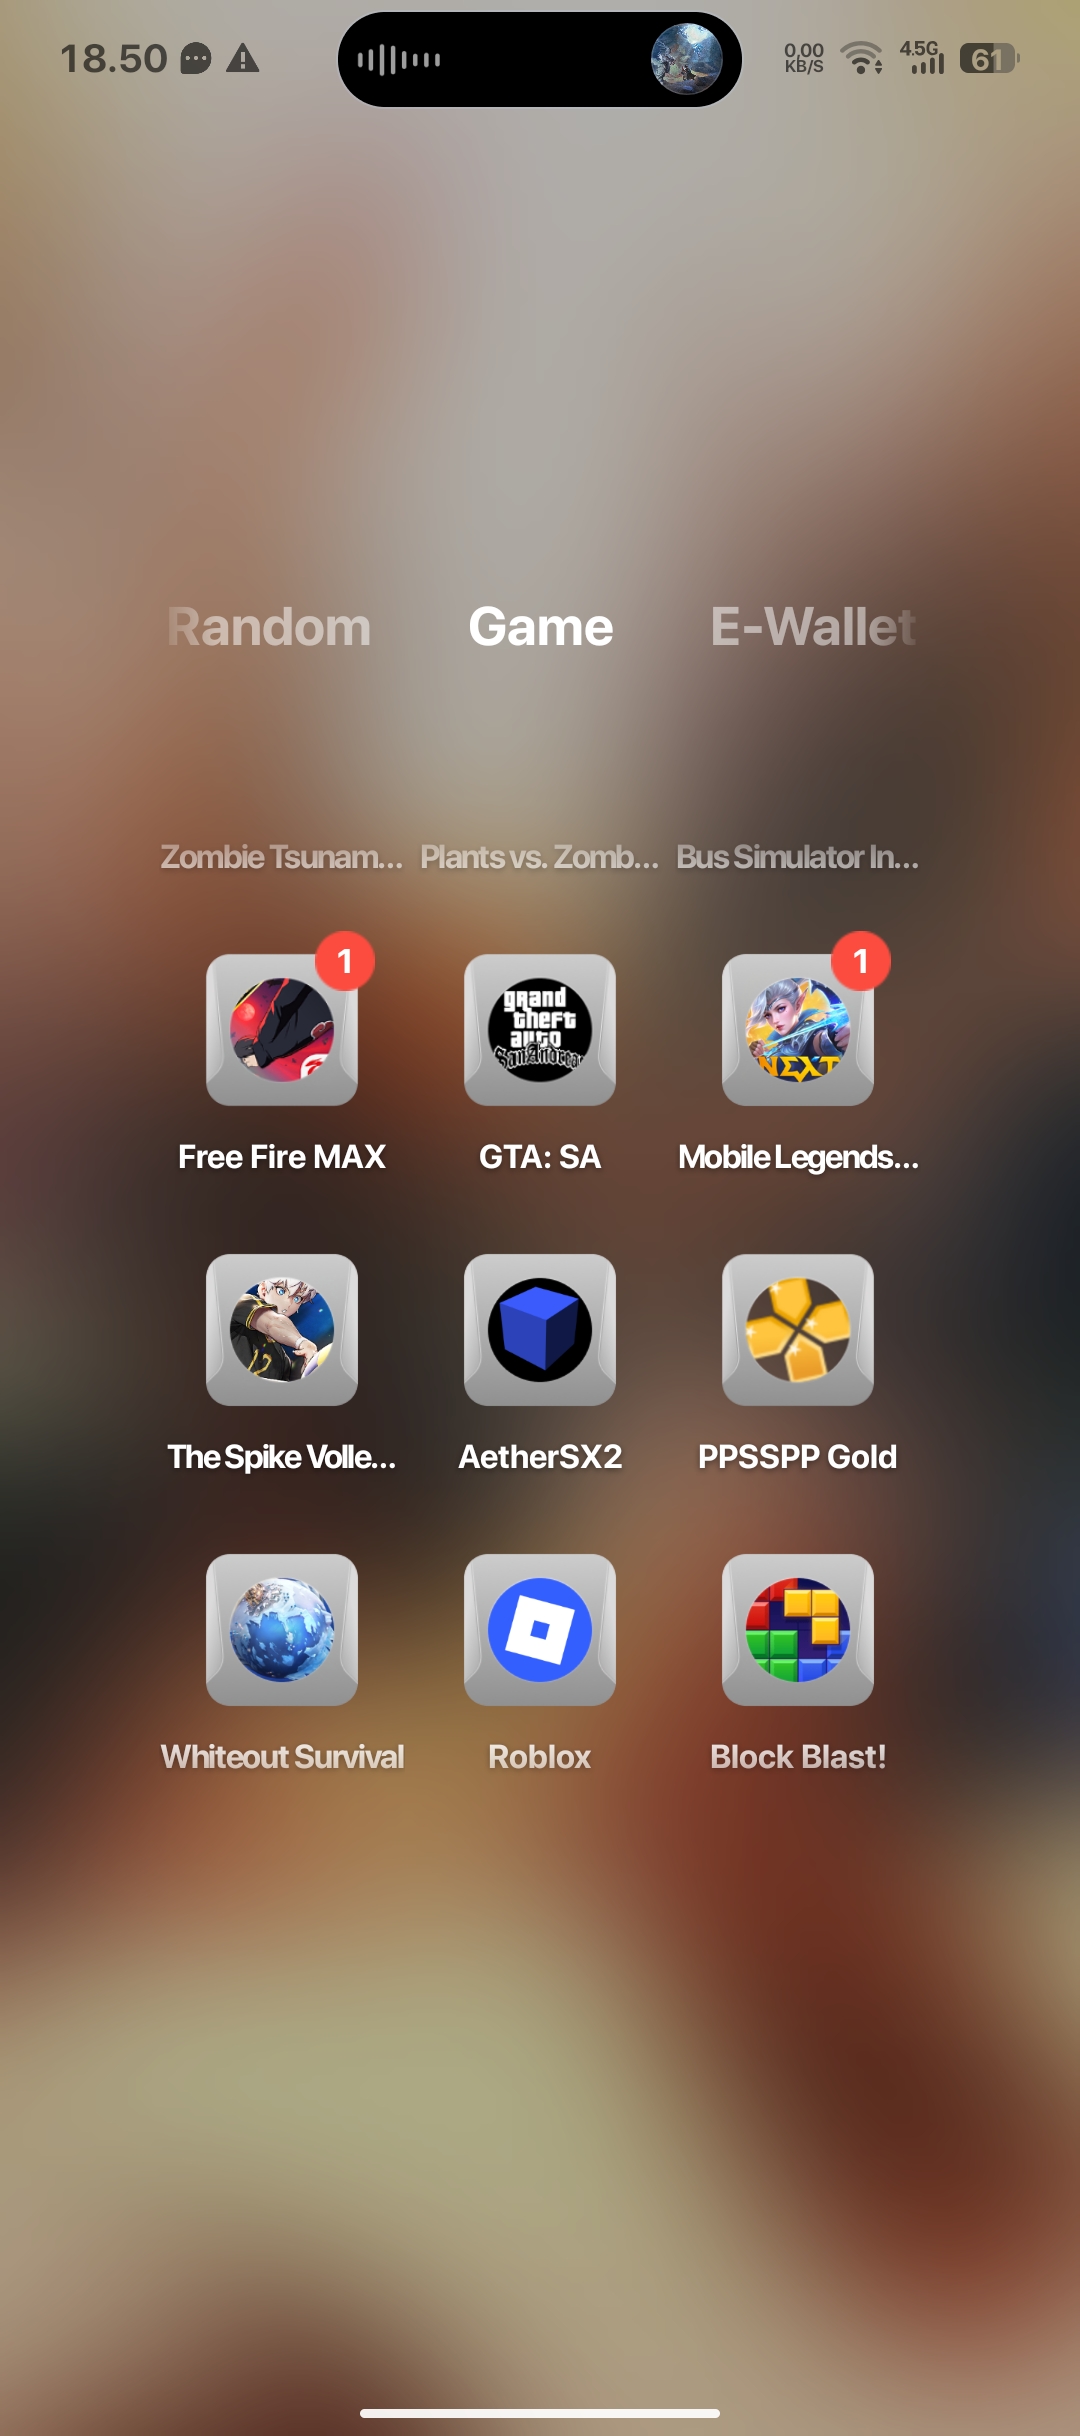 18.50
0,00
KB/S
4.5G
61
Random Game E-Wallet
Zombie Tsunam... Plants vs. Zomb... Bus Simulator In...
1 1
grand
theft
auto
San Andreas
NEXT
Free Fire MAX GTA: SA Mobile Legends...
12
The Spike Volle... AetherSX2 PPSSPP Gold
Whiteout Survival Roblox Block Blast!